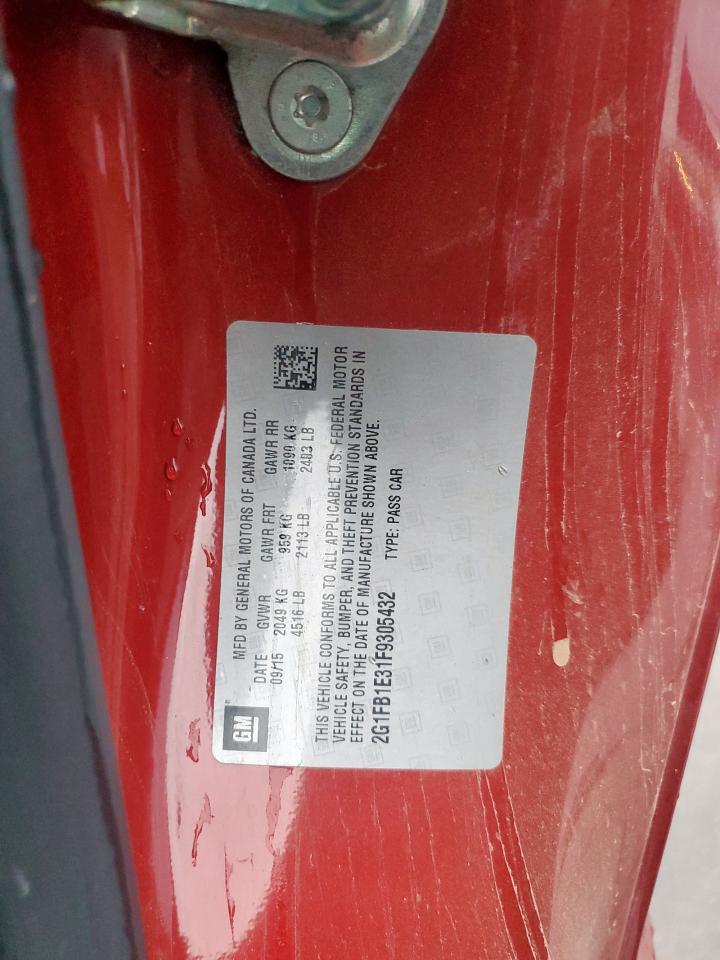 GM
MFD BY GENERAL MOTORS OF CANADA LTD.
DATE GVWR GAWR FRT GAWR RR
09/15 2049 KG 959 KG 1090 KG
4516 LB 2113 LB 2403 LB
THIS VEHICLE CONFORMS TO ALL APPLICABLE U.S. FEDERAL MOTOR
VEHICLE SAFETY, BUMPER, AND THEFT PREVENTION STANDARDS IN
EFFECT ON THE DATE OF MANUFACTURE SHOWN ABOVE.
2G1FB1E31F9305432 TYPE: PASS CAR